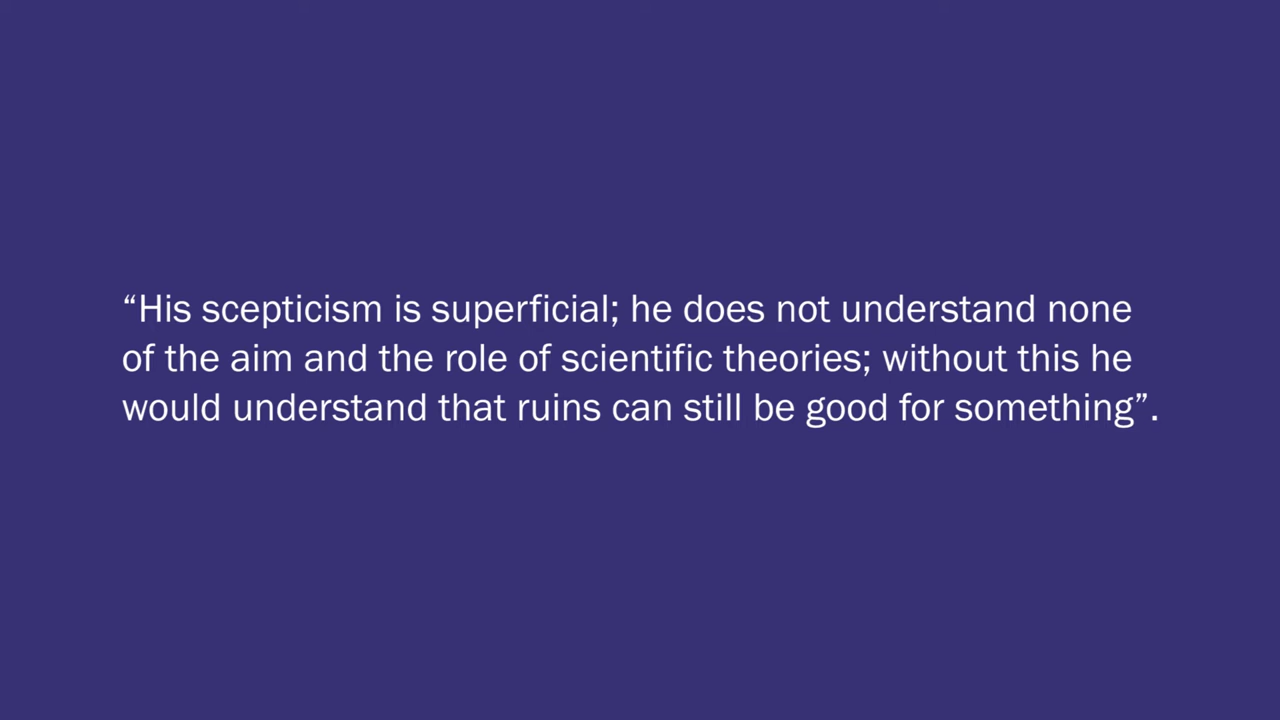 “His scepticism is superficial; he does not understand none
of the aim and the role of scientific theories; without this he
would understand that ruins can still be good for something”.